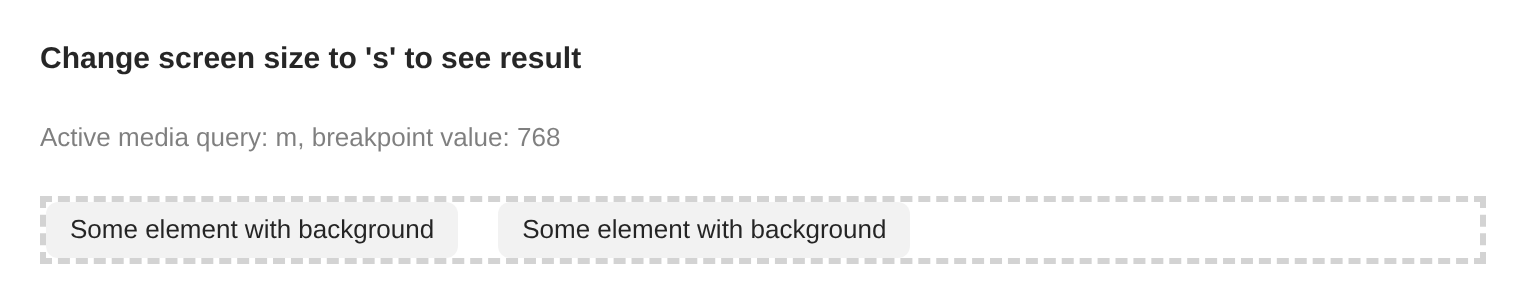 Change screen size to 's' to see result
Active media query: m, breakpoint value: 768
Some element with background Some element with background